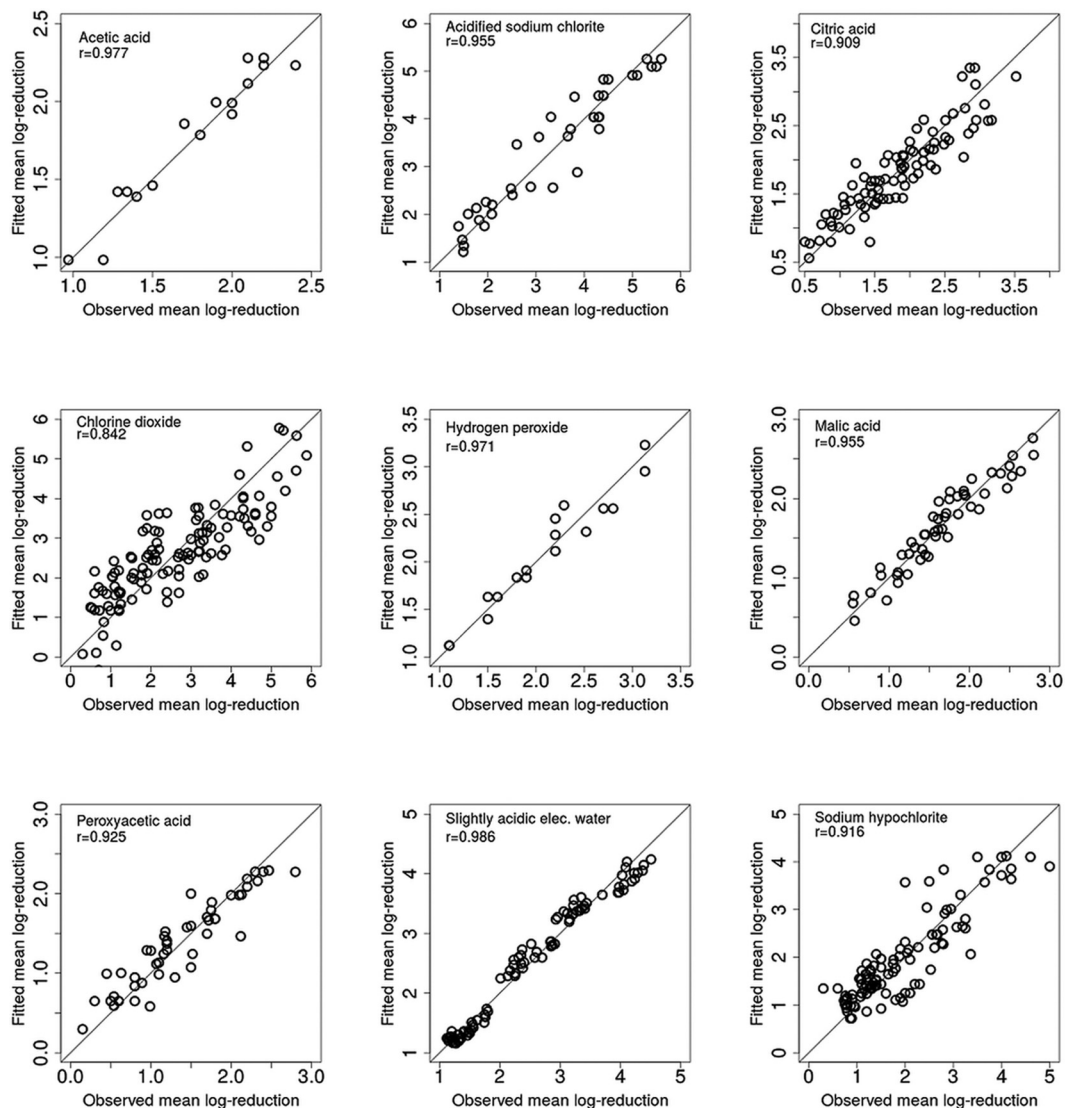 Acetic acid
r=0.977
Fitted mean log-reduction
2.5
2.0
1.5
1.0
1.0 1.5 2.0 2.5
Observed mean log-reduction
Acidified sodium chlorite
r=0.955
Fitted mean log-reduction
6
5
4
3
2
1
1 2 3 4 5 6
Observed mean log-reduction
Citric acid
r=0.909
Fitted mean log-reduction
3.5
2.5
1.5
0.5
0.5 1.5 2.5 3.5
Observed mean log-reduction
Chlorine dioxide
r=0.842
Fitted mean log-reduction
6
5
4
3
2
1
0
0 1 2 3 4 5 6
Observed mean log-reduction
Hydrogen peroxide
r=0.971
Fitted mean log-reduction
3.5
3.0
2.5
2.0
1.5
1.0
1.0 1.5 2.0 2.5 3.0 3.5
Observed mean log-reduction
Malic acid
r=0.955
Fitted mean log-reduction
3.0
2.0
1.0
0.0
0.0 1.0 2.0 3.0
Observed mean log-reduction
Peroxyacetic acid
r=0.925
Fitted mean log-reduction
3.0
2.0
1.0
0.0
0.0 1.0 2.0 3.0
Observed mean log-reduction
Slightly acidic elec. water
r=0.986
Fitted mean log-reduction
5
4
3
2
1
1 2 3 4 5
Observed mean log-reduction
Sodium hypochlorite
r=0.916
Fitted mean log-reduction
5
4
3
2
1
0
0 1 2 3 4 5
Observed mean log-reduction